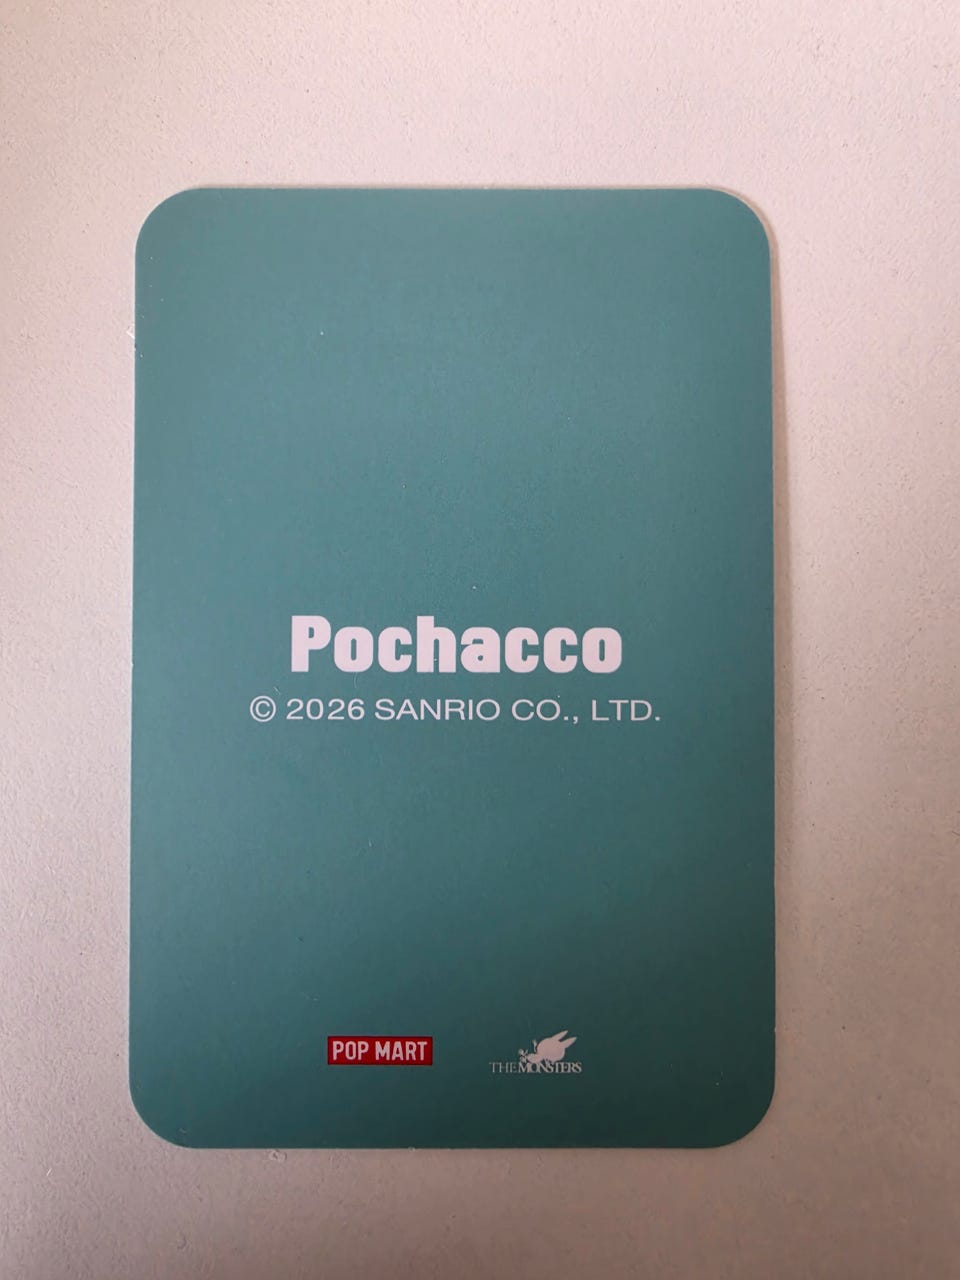 Pochacco
© 2026 SANRIO CO., LTD.
POP MART
THE MONSTERS